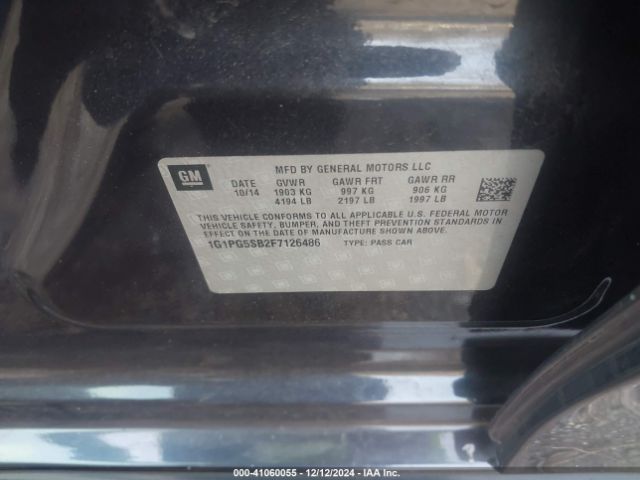 GM
MFD BY GENERAL MOTORS LLC
DATE GVWR GAWR FRT GAWR RR
10/14 1903 KG 997 KG 906 KG
4194 LB 2197 LB 1997 LB
THIS VEHICLE CONFORMS TO ALL APPLICABLE U.S. FEDERAL MOTOR
VEHICLE SAFETY, BUMPER, AND THEFT PREVENTION STANDARDS IN
EFFECT ON THE DATE OF MANUFACTURE SHOWN ABOVE.
1G1PG5SB2F7126486 TYPE: PASS CAR
000-41060055 - 12/12/2024 - IAA Inc.